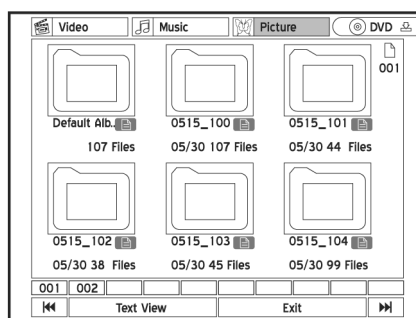 Video Music Picture DVD
001
Default Alb.. 0515_100 0515_101
107 Files 05/30 107 Files 05/30 44 Files
0515_102 0515_103 0515_104
05/30 38 Files 05/30 45 Files 05/30 99 Files
001 002
Text View Exit